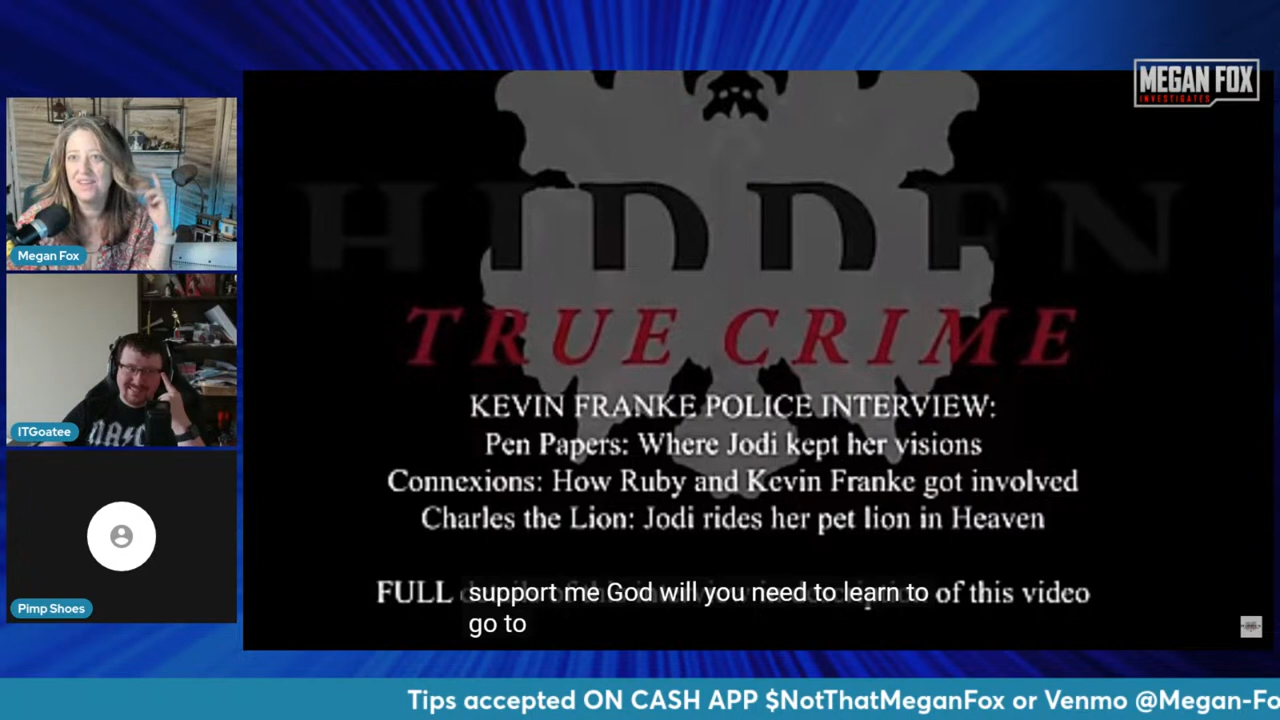 MEGAN FOX
INVESTIGATES
Megan Fox
ITGoatee
Pimp Shoes
HIDDEN
TRUE CRIME
KEVIN FRANKE POLICE INTERVIEW:
Pen Papers: Where Jodi kept her visions
Connexions: How Ruby and Kevin Franke got involved
Charles the Lion: Jodi rides her pet lion in Heaven
FULL of this video
support me God will you need to learn to
go to
Tips accepted ON CASH APP $NotThatMeganFox or Venmo @Megan-Fo